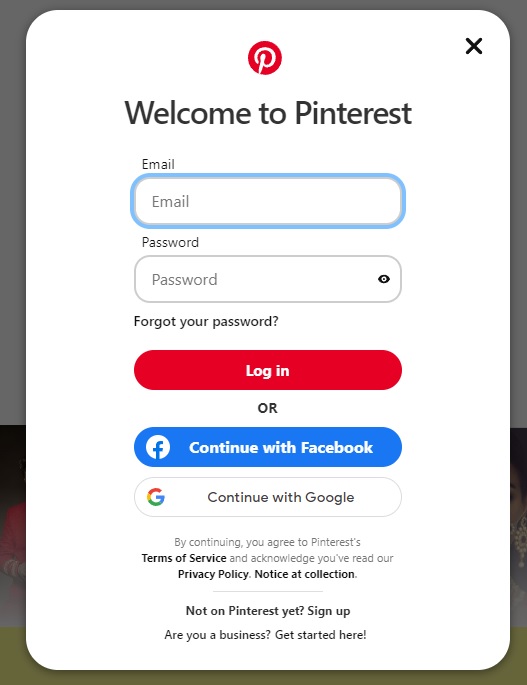 Welcome to Pinterest
Email
Email
Password
Password
Forgot your password?
Log in
OR
Continue with Facebook
Continue with Google
By continuing, you agree to Pinterest's
Terms of Service and acknowledge you've read our
Privacy Policy. Notice at collection.
Not on Pinterest yet? Sign up
Are you a business? Get started here!